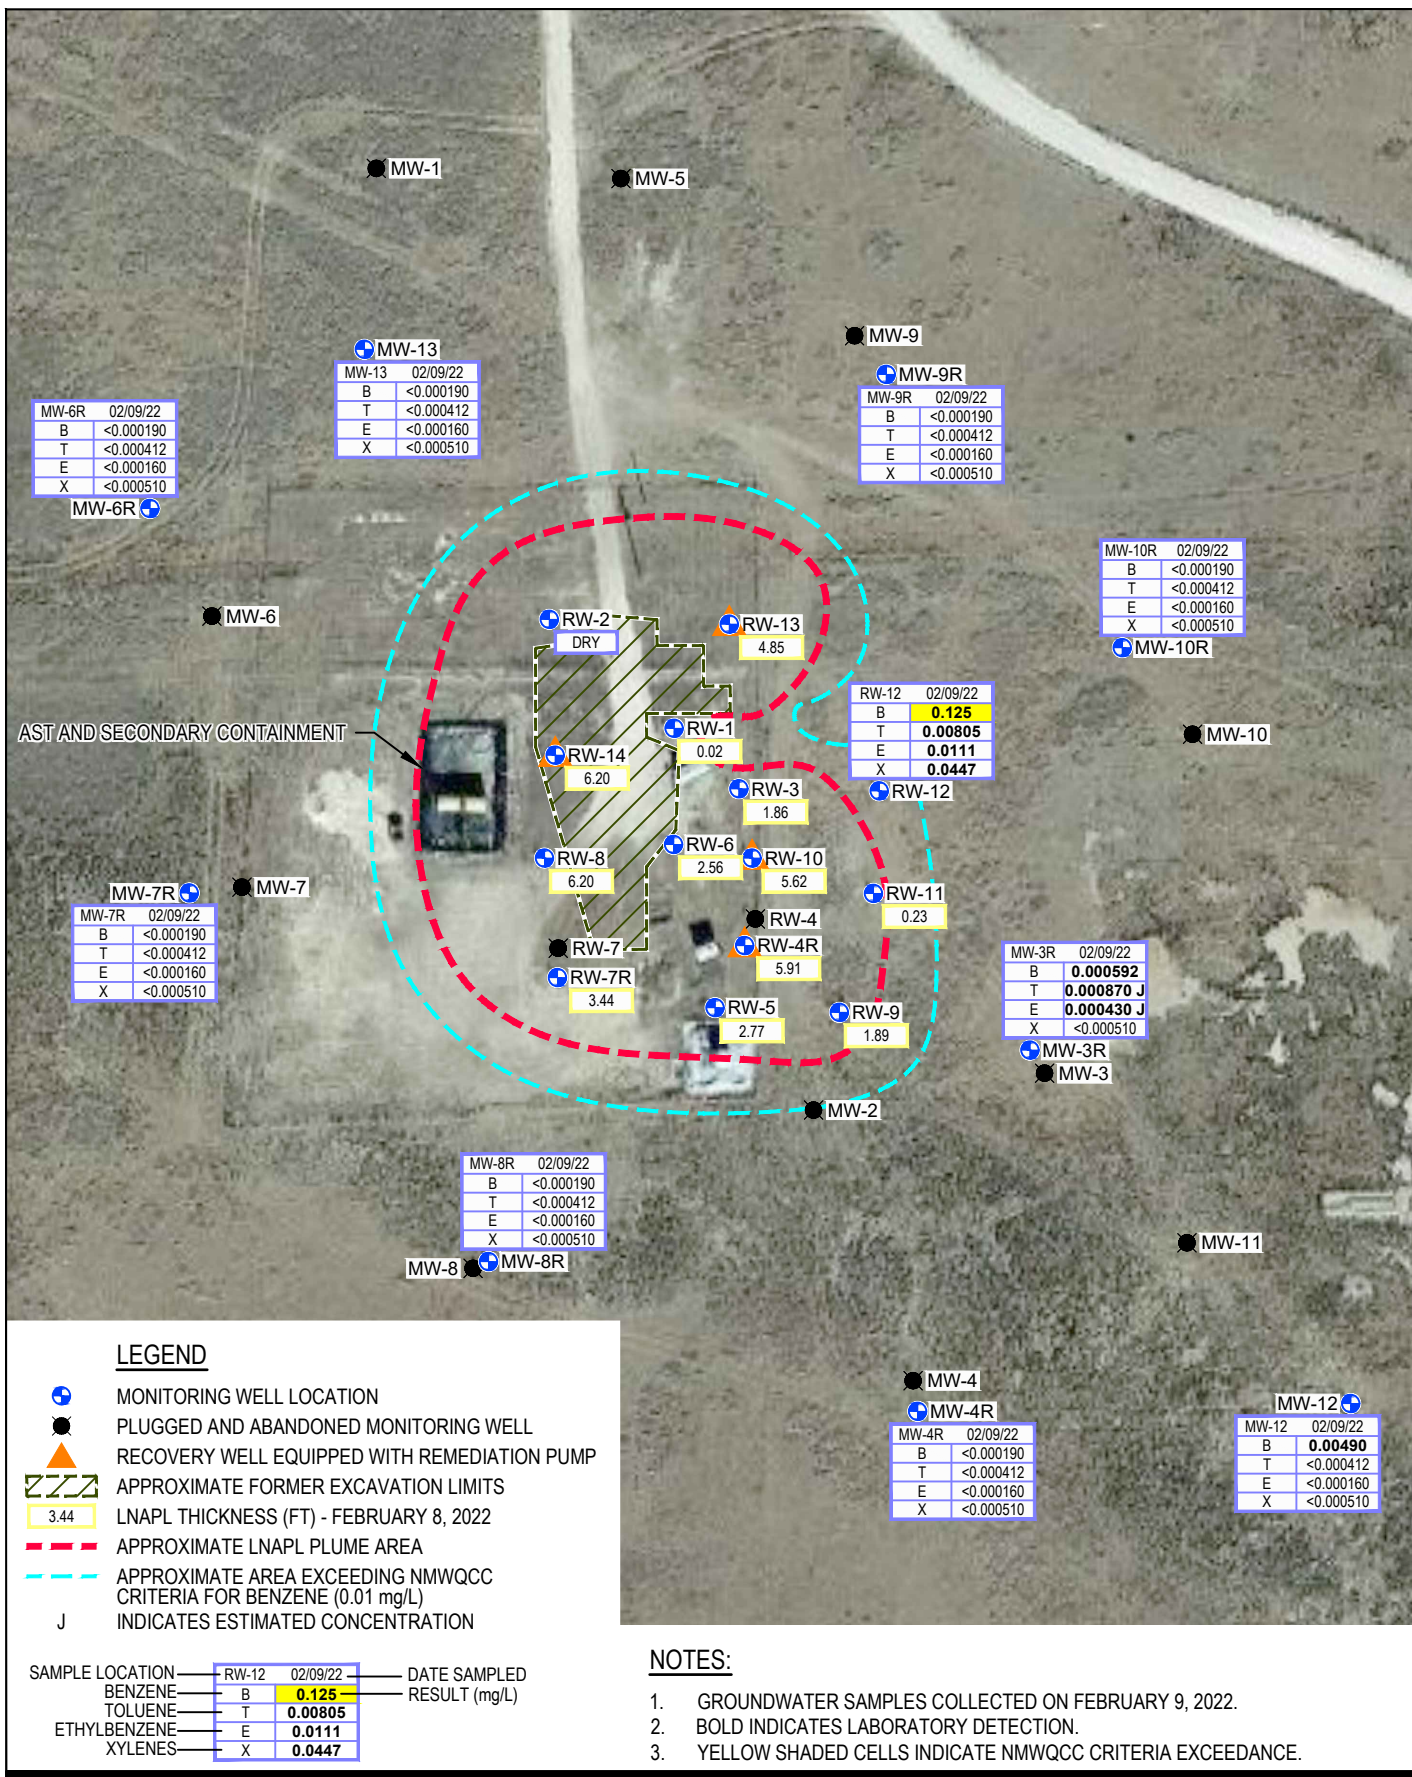 MW-1
MW-5
MW-9
MW-13
MW-13 02/09/22
B <0.000190
T <0.000412
E <0.000160
X <0.000510
MW-9R
MW-9R 02/09/22
B <0.000190
T <0.000412
E <0.000160
X <0.000510
MW-6R 02/09/22
B <0.000190
T <0.000412
E <0.000160
X <0.000510
MW-6R
MW-10R 02/09/22
B <0.000190
T <0.000412
E <0.000160
X <0.000510
MW-10R
MW-6
RW-2
DRY
RW-13
4.85
RW-12 02/09/22
B 0.125
T 0.00805
E 0.0111
X 0.0447
RW-12
MW-10
AST AND SECONDARY CONTAINMENT
RW-1
0.02
RW-14
6.20
RW-3
1.86
RW-6
2.56
RW-10
5.62
RW-8
6.20
RW-11
0.23
MW-7R
MW-7
MW-7R 02/09/22
B <0.000190
T <0.000412
E <0.000160
X <0.000510
RW-4
RW-4R
5.91
RW-7
RW-7R
3.44
RW-5
2.77
RW-9
1.89
MW-3R 02/09/22
B 0.000592
T 0.000870 J
E 0.000430 J
X <0.000510
MW-3R
MW-3
MW-2
MW-8R 02/09/22
B <0.000190
T <0.000412
E <0.000160
X <0.000510
MW-8
MW-8R
MW-11
MW-4
MW-4R
MW-4R 02/09/22
B <0.000190
T <0.000412
E <0.000160
X <0.000510
MW-12
MW-12 02/09/22
B 0.00490
T <0.000412
E <0.000160
X <0.000510
LEGEND
MONITORING WELL LOCATION
PLUGGED AND ABANDONED MONITORING WELL
RECOVERY WELL EQUIPPED WITH REMEDIATION PUMP
APPROXIMATE FORMER EXCAVATION LIMITS
3.44 LNAPL THICKNESS (FT) - FEBRUARY 8, 2022
APPROXIMATE LNAPL PLUME AREA
APPROXIMATE AREA EXCEEDING NMWQCC
CRITERIA FOR BENZENE (0.01 mg/L)
J INDICATES ESTIMATED CONCENTRATION
SAMPLE LOCATION RW-12 02/09/22 DATE SAMPLED
BENZENE B 0.125 RESULT (mg/L)
TOLUENE T 0.00805
ETHYLBENZENE E 0.0111
XYLENES X 0.0447
NOTES:
1. GROUNDWATER SAMPLES COLLECTED ON FEBRUARY 9, 2022.
2. BOLD INDICATES LABORATORY DETECTION.
3. YELLOW SHADED CELLS INDICATE NMWQCC CRITERIA EXCEEDANCE.